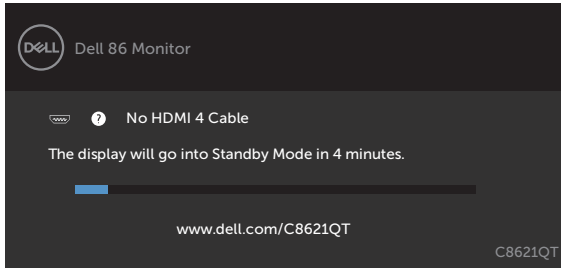 DELL
Dell 86 Monitor
? No HDMI 4 Cable
The display will go into Standby Mode in 4 minutes.
www.dell.com/C8621QT
C8621QT